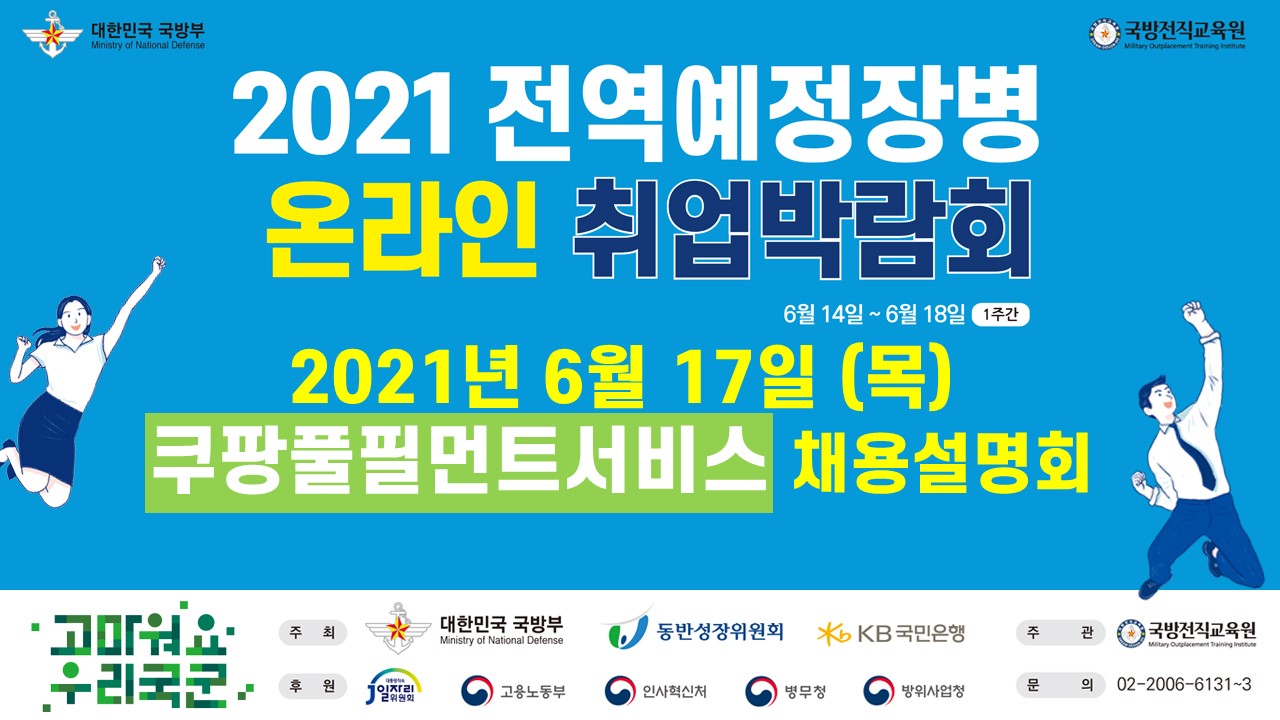 대한민국 국방부
Ministry of National Defense
국방전직교육원
Military Outplacement Training Institute
2021 전역예정장병
온라인 취업박람회
6월 14일 ~ 6월 18일 1주간
2021년 6월 17일 (목)
쿠팡풀필먼트서비스 채용설명회
고마워요
우리국군
주 최
대한민국 국방부
Ministry of National Defense
동반성장위원회
KB국민은행
주 관
국방전직교육원
Military Outplacement Training Institute
후 원
대통령직속
일자리
위원회
고용노동부
인사혁신처
병무청
방위사업청
문 의
02-2006-6131~3